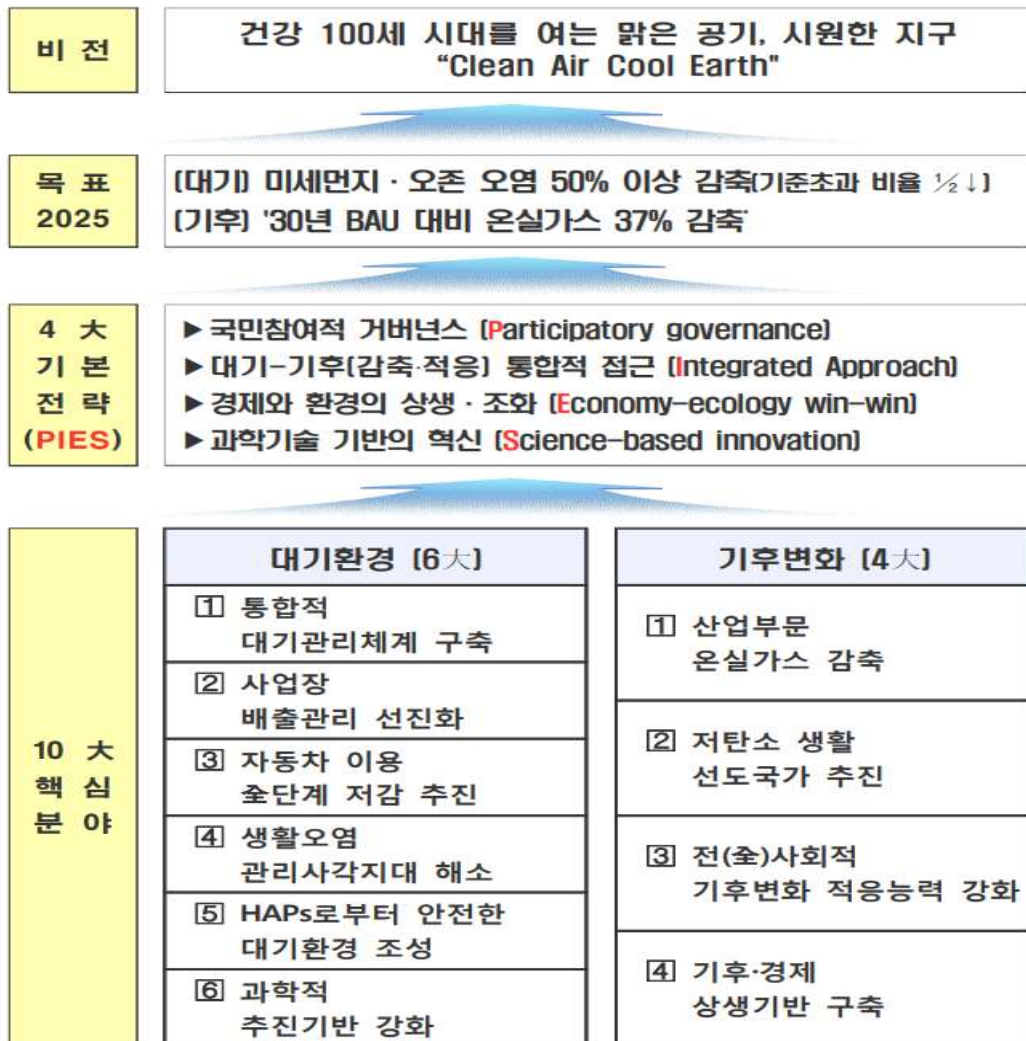 비 전
건강 100세 시대를 여는 맑은 공기, 시원한 지구
“Clean Air Cool Earth"
목 표
2025
(대기) 미세먼지 · 오존 오염 50% 이상 감축(기준초과 비율 ½↓)
(기후) '30년 BAU 대비 온실가스 37% 감축*
4 大
기 본
전 략
(PIES)
▶국민참여적 거버넌스 (Participatory governance)
▶대기-기후(감축·적응) 통합적 접근 (Integrated Approach)
▶경제와 환경의 상생 · 조화 (Economy-ecology win-win)
▶과학기술 기반의 혁신 (Science-based innovation)
10 大
핵 심
분 야
대기환경 (6大)
1 통합적
대기관리체계 구축
2 사업장
배출관리 선진화
3 자동차 이용
全단계 저감 추진
4 생활오염
관리사각지대 해소
5 HAPs로부터 안전한
대기환경 조성
6 과학적
추진기반 강화
기후변화 (4大)
1 산업부문
온실가스 감축
2 저탄소 생활
선도국가 추진
3 전(全)사회적
기후변화 적응능력 강화
4 기후·경제
상생기반 구축